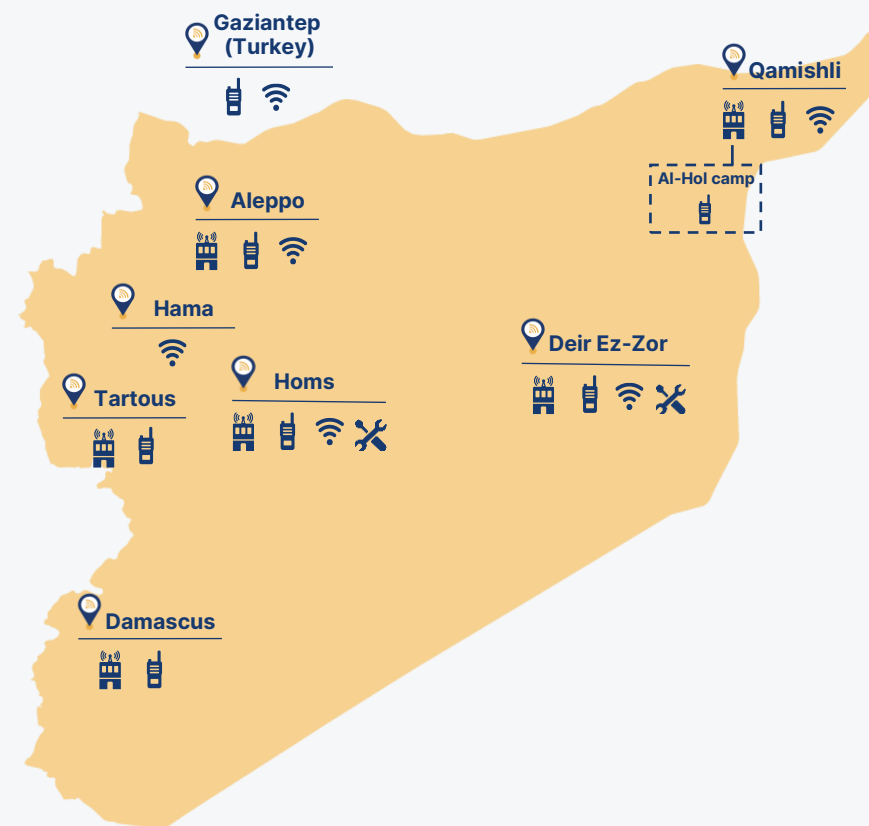 Gaziantep
(Turkey)
Qamishli
Al-Hol camp
Aleppo
Hama
Deir Ez-Zor
Homs
Tartous
Damascus